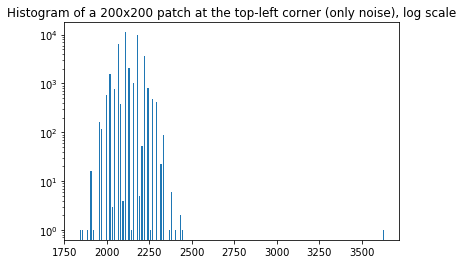 Histogram of a 200x200 patch at the top-left corner (only noise), log scale
10⁴
10³
10²
10¹
10⁰
1750 2000 2250 2500 2750 3000 3250 3500